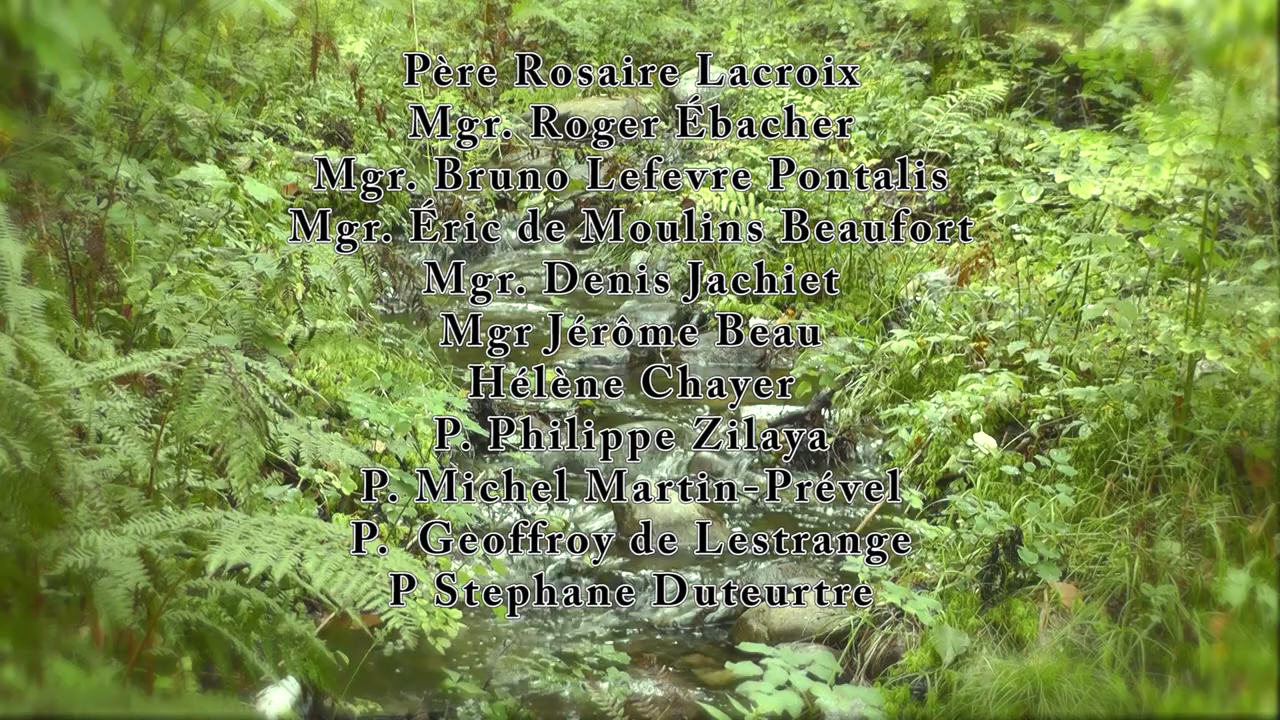 Père Rosaire Lacroix
Mgr. Roger Ébacher
Mgr. Bruno Lefevre Pontalis
Mgr. Éric de Moulins Beaufort
Mgr. Denis Jachiet
Mgr Jérôme Beau
Hélène Chayer
P. Philippe Zilaya
P. Michel Martin-Prével
P. Geoffroy de Lestrange
P Stephane Duteurtre